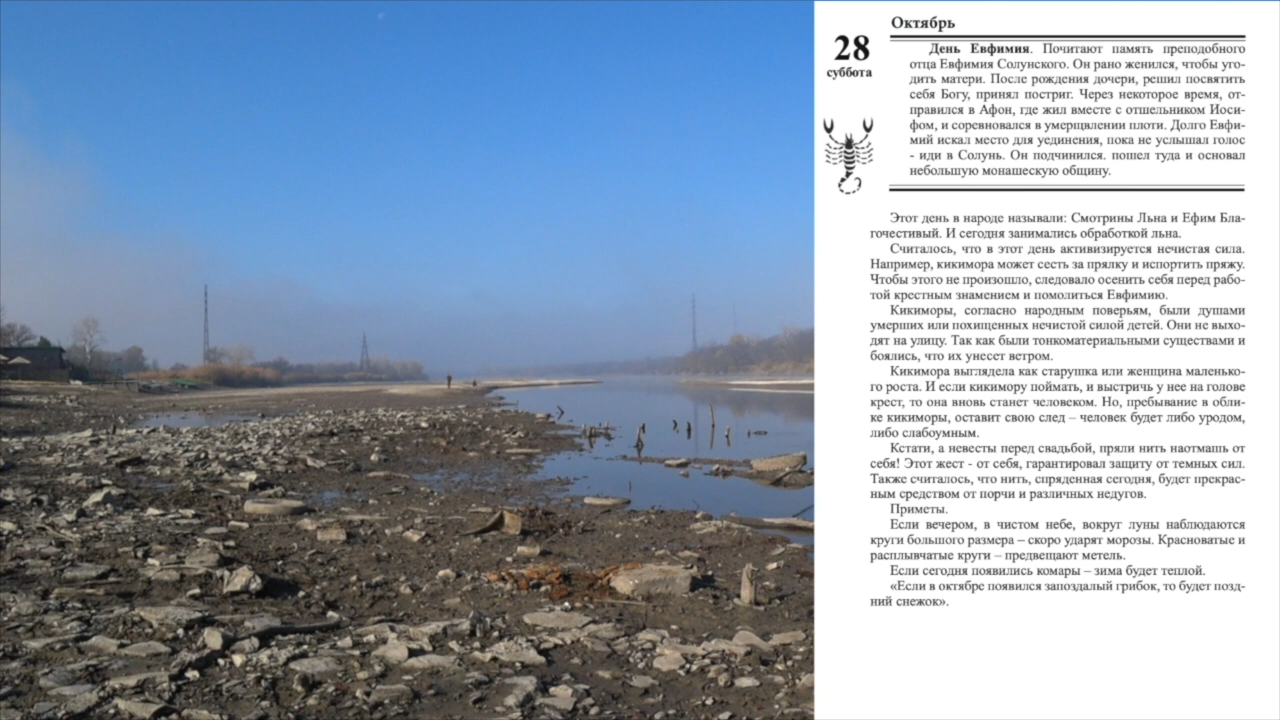 Октябрь
28
суббота
День Евфимия. Почитают память преподобного
отца Евфимия Солунского. Он рано женился, чтобы уго-
дить матери. После рождения дочери, решил посвятить
себя Богу, принял постриг. Через некоторое время, от-
правился в Афон, где жил вместе с отшельником Иоси-
фом, и соревновался в умерщвлении плоти. Долго Евфи-
мий искал место для уединения, пока не услышал голос
- иди в Солунь. Он подчинился. пошел туда и основал
небольшую монашескую общину.
Этот день в народе называли: Смотрины Льна и Ефим Бла-
гочестивый. И сегодня занимались обработкой льна.
Считалось, что в этот день активизируется нечистая сила.
Например, кикимора может сесть за прялку и испортить пряжу.
Чтобы этого не произошло, следовало осенить себя перед рабо-
той крестным знамением и помолиться Евфимию.
Кикиморы, согласно народным поверьям, были душами
умерших или похищенных нечистой силой детей. Они не выхо-
дят на улицу. Так как были тонкоматериальными существами и
боялись, что их унесет ветром.
Кикимора выглядела как старушка или женщина маленько-
го роста. И если кикимору поймать, и выстричь у нее на голове
крест, то она вновь станет человеком. Но, пребывание в обли-
ке кикиморы, оставит свою след – человек будет либо уродом,
либо слабоумным.
Кстати, а невесты перед свадьбой, пряли нить наотмашь от
себя! Этот жест - от себя, гарантировал защиту от темных сил.
Также считалось, что нить, спряденная сегодня, будет прекрас-
ным средством от порчи и различных недугов.
Приметы.
Если вечером, в чистом небе, вокруг луны наблюдаются
круги большого размера – скоро ударят морозы. Красноватые и
расплывчатые круги – предвещают метель.
Если сегодня появились комары – зима будет теплой.
«Если в октябре появился запоздалый грибок, то будет позд-
ний снежок».